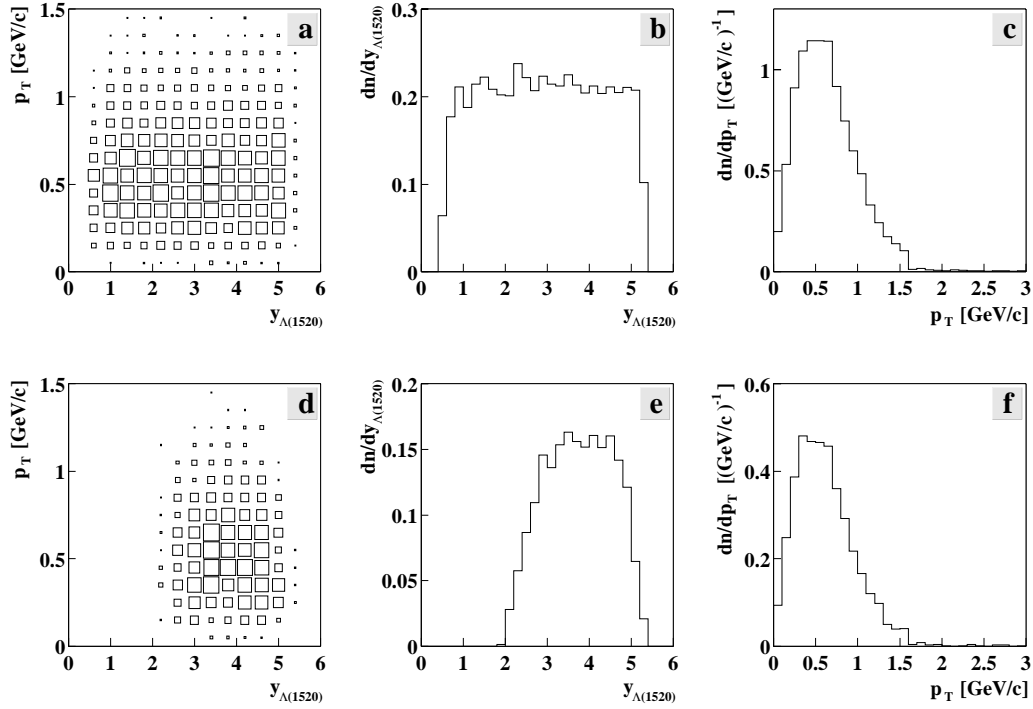 p_T [GeV/c]
1.5
1
0.5
0
0 1 2 3 4 5 6
y_Λ(1520)
a
dn/dy_Λ(1520)
0.3
0.2
0.1
0
0 1 2 3 4 5 6
y_Λ(1520)
b
dn/dp_T [(GeV/c )^-1]
1
0
0 0.5 1 1.5 2 2.5 3
p_T [GeV/c]
c
p_T [GeV/c]
1.5
1
0.5
0
0 1 2 3 4 5 6
y_Λ(1520)
d
dn/dy_Λ(1520)
0.2
0.15
0.1
0.05
0
0 1 2 3 4 5 6
y_Λ(1520)
e
dn/dp_T [(GeV/c )^-1]
0.6
0.4
0.2
0
0 0.5 1 1.5 2 2.5 3
p_T [GeV/c]
f